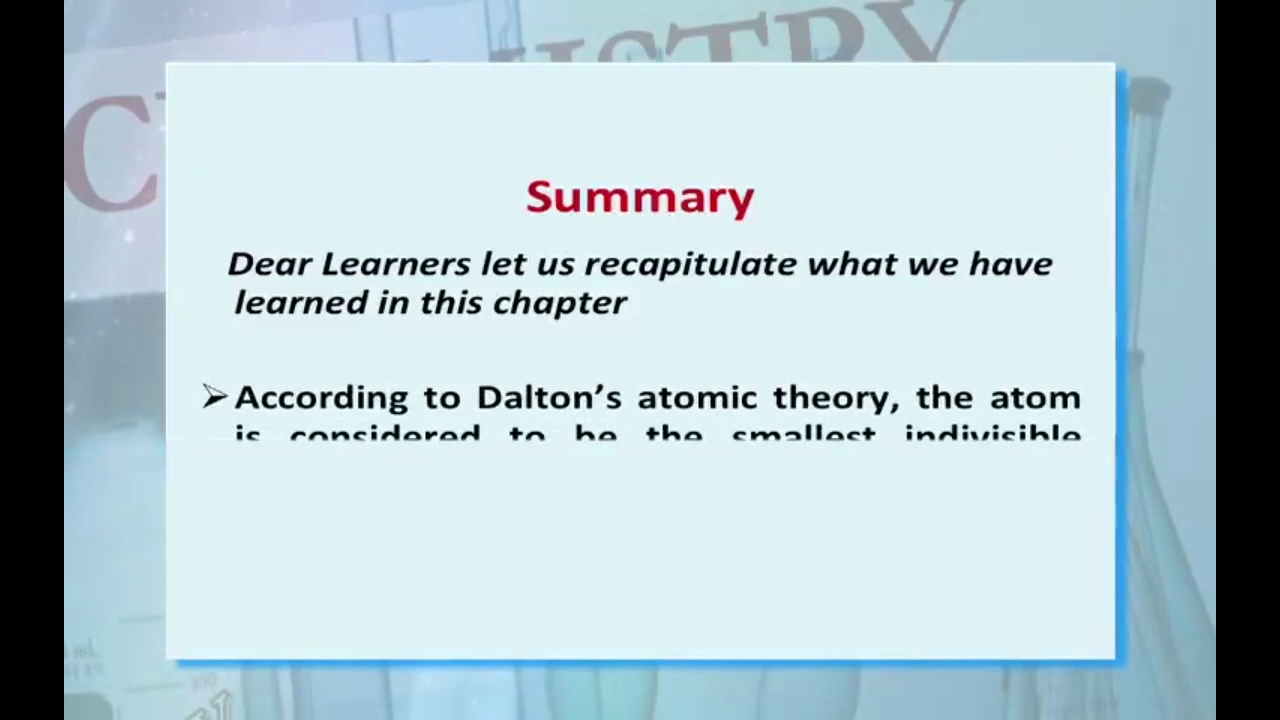 Summary
Dear Learners let us recapitulate what we have
learned in this chapter
➢ According to Dalton’s atomic theory, the atom
is considered to be the smallest indivisible